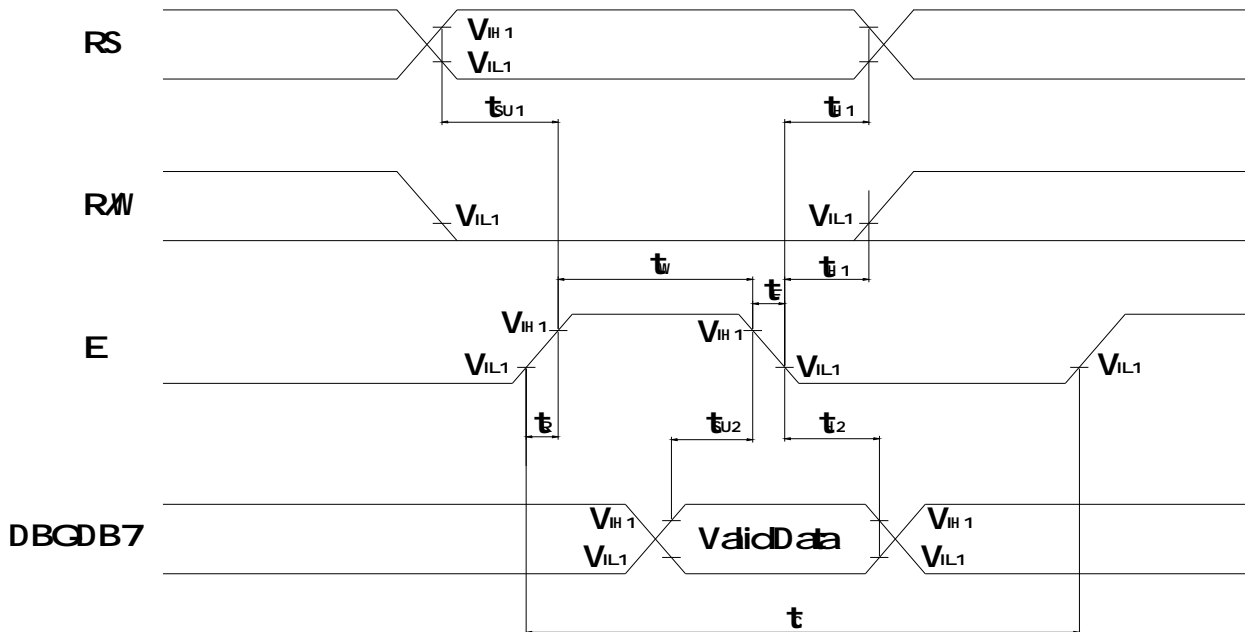 RS
VIH1
VIL1
tSU1
tH1
R/W
VIL1
VIL1
tW
tH1
tF
E
VIH1
VIH1
VIL1
VIL1
VIL1
tR
tSU2
tH2
DB0-DB7
VIH1
VIL1
Valid Data
VIH1
VIL1
tC